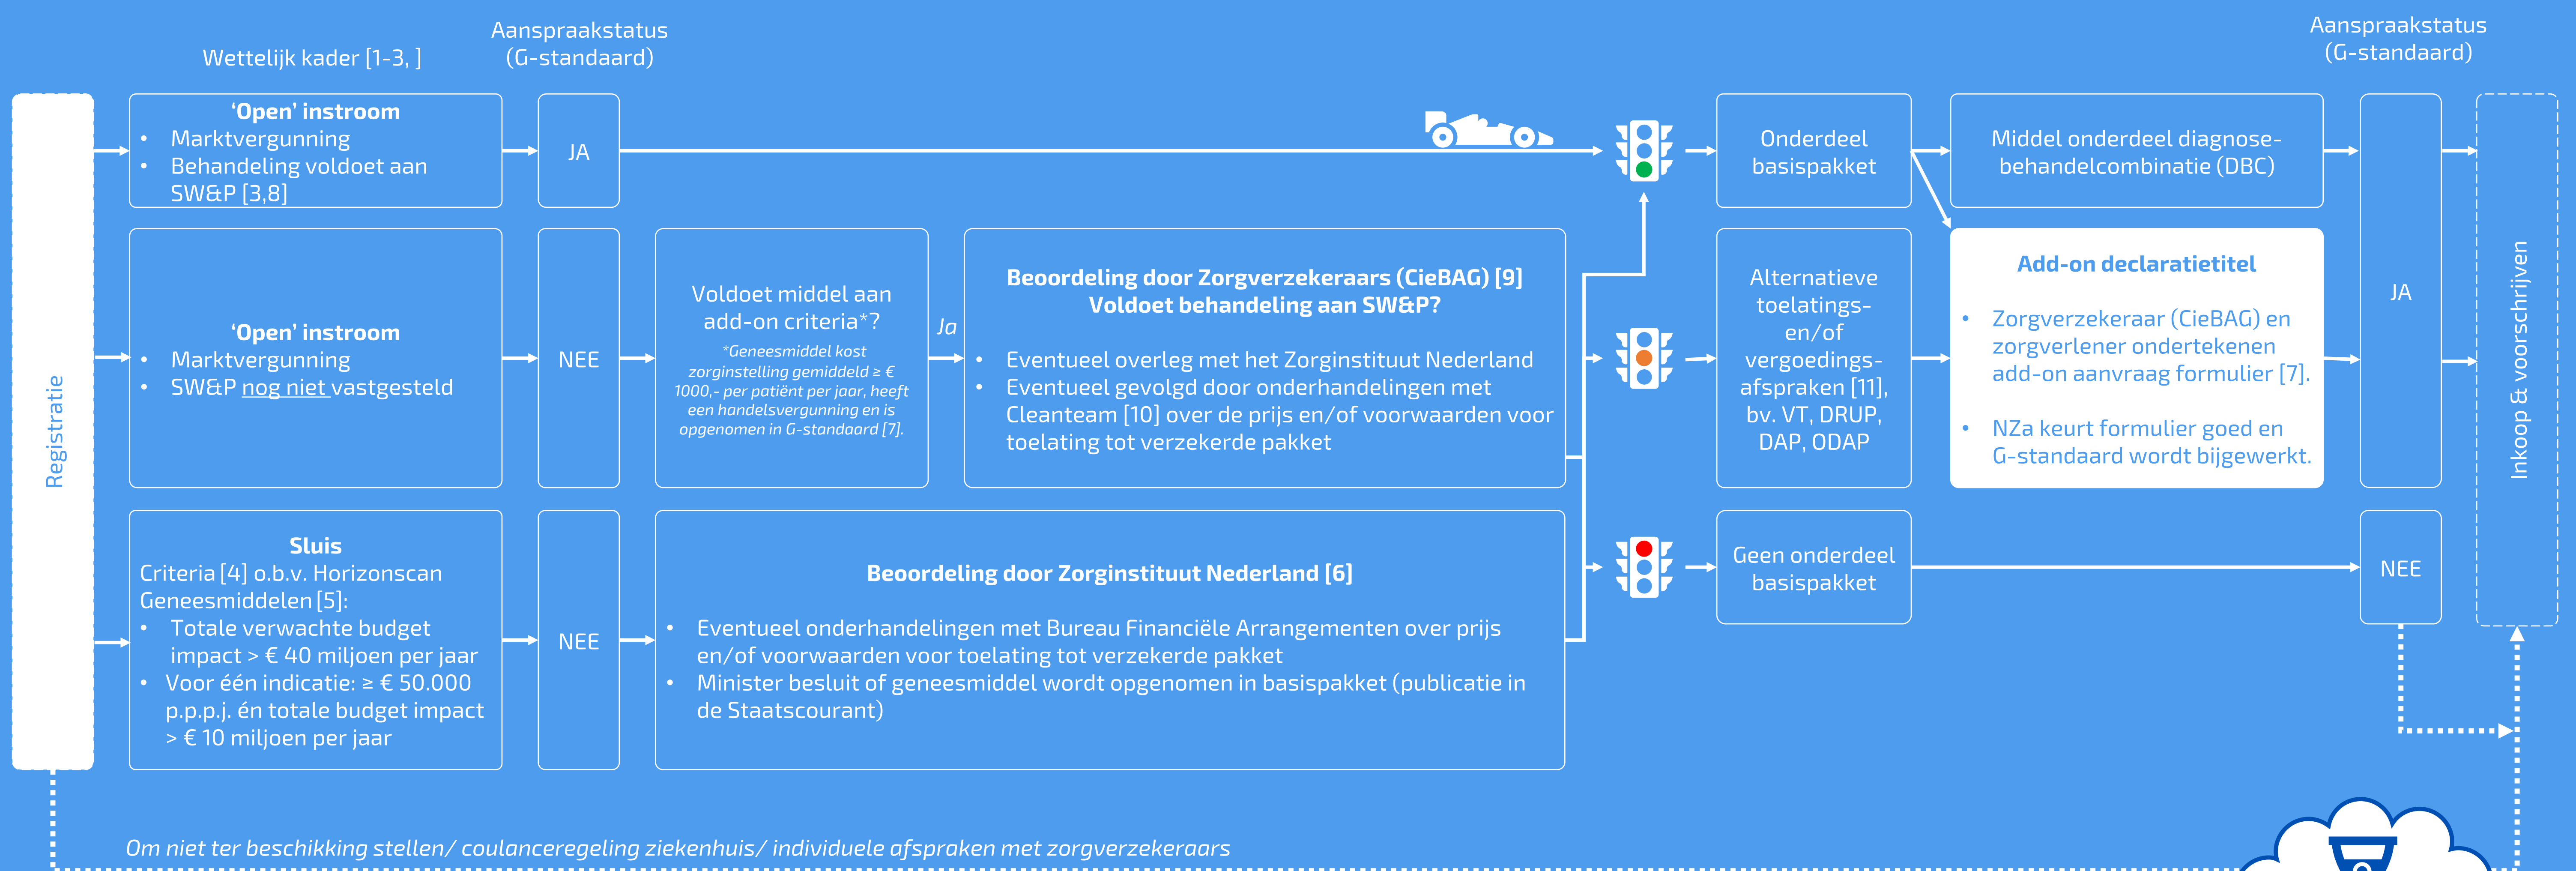 Wettelijk kader [1-3, ]
Aanspraakstatus
(G-standaard)
Aanspraakstatus
(G-standaard)
Registratie
‘Open’ instroom
• Marktvergunning
• Behandeling voldoet aan
SW&P [3,8]
JA
Onderdeel
basispakket
Middel onderdeel diagnose-
behandelcombinatie (DBC)
‘Open’ instroom
• Marktvergunning
• SW&P nog niet vastgesteld
NEE
Voldoet middel aan
add-on criteria*?
*Geneesmiddel kost
zorginstelling gemiddeld ≥ €
1000,- per patiënt per jaar, heeft
een handelsvergunning en is
opgenomen in G-standaard [7].
Ja
Beoordeling door Zorgverzekeraars (CieBAG) [9]
Voldoet behandeling aan SW&P?
• Eventueel overleg met het Zorginstituut Nederland
• Eventueel gevolgd door onderhandelingen met
Cleanteam [10] over de prijs en/of voorwaarden voor
toelating tot verzekerde pakket
Alternatieve
toelatings-
en/of
vergoedings-
afspraken [11],
bv. VT, DRUP,
DAP, ODAP
Add-on declaratietitel
• Zorgverzekeraar (CieBAG) en
zorgverlener ondertekenen
add-on aanvraag formulier [7].
• NZa keurt formulier goed en
G-standaard wordt bijgewerkt.
JA
Inkoop & voorschrijven
Sluis
Criteria [4] o.b.v. Horizonscan
Geneesmiddelen [5]:
• Totale verwachte budget
impact > € 40 miljoen per jaar
• Voor één indicatie: ≥ € 50.000
p.p.p.j. én totale budget impact
> € 10 miljoen per jaar
NEE
Beoordeling door Zorginstituut Nederland [6]
• Eventueel onderhandelingen met Bureau Financiële Arrangementen over prijs
en/of voorwaarden voor toelating tot verzekerde pakket
• Minister besluit of geneesmiddel wordt opgenomen in basispakket (publicatie in
de Staatscourant)
Geen onderdeel
basispakket
NEE
Om niet ter beschikking stellen/ coulanceregeling ziekenhuis/ individuele afspraken met zorgverzekeraars